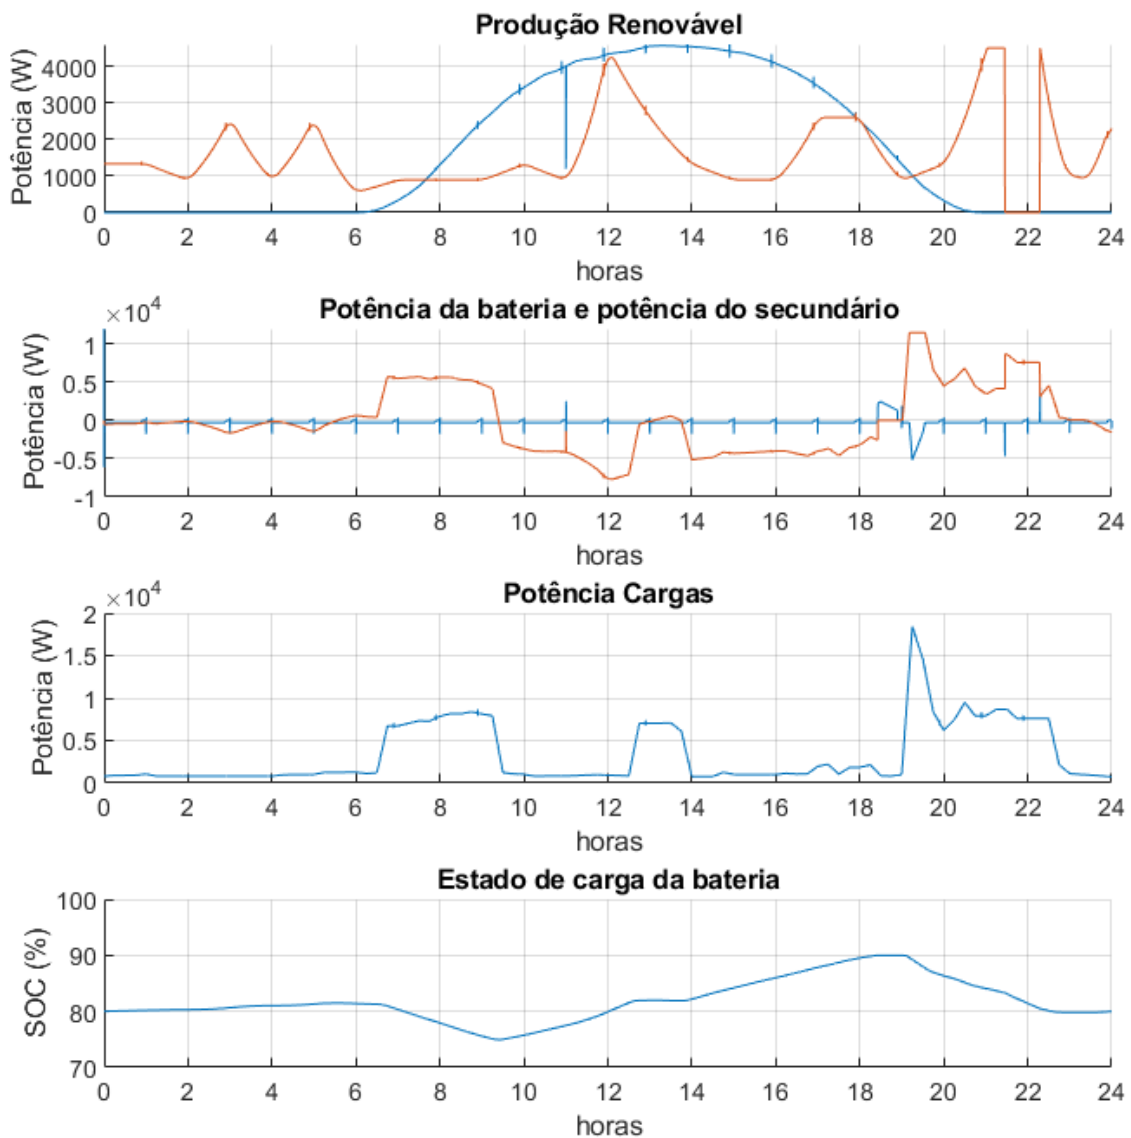 Produção Renovável
Potência (W)
4000
3000
2000
1000
0
0 2 4 6 8 10 12 14 16 18 20 22 24
horas
Potência da bateria e potência do secundário
×10^4
Potência (W)
1
0.5
0
-0.5
-1
0 2 4 6 8 10 12 14 16 18 20 22 24
horas
Potência Cargas
×10^4
Potência (W)
2
1.5
1
0.5
0
0 2 4 6 8 10 12 14 16 18 20 22 24
horas
Estado de carga da bateria
SOC (%)
100
90
80
70
0 2 4 6 8 10 12 14 16 18 20 22 24
horas